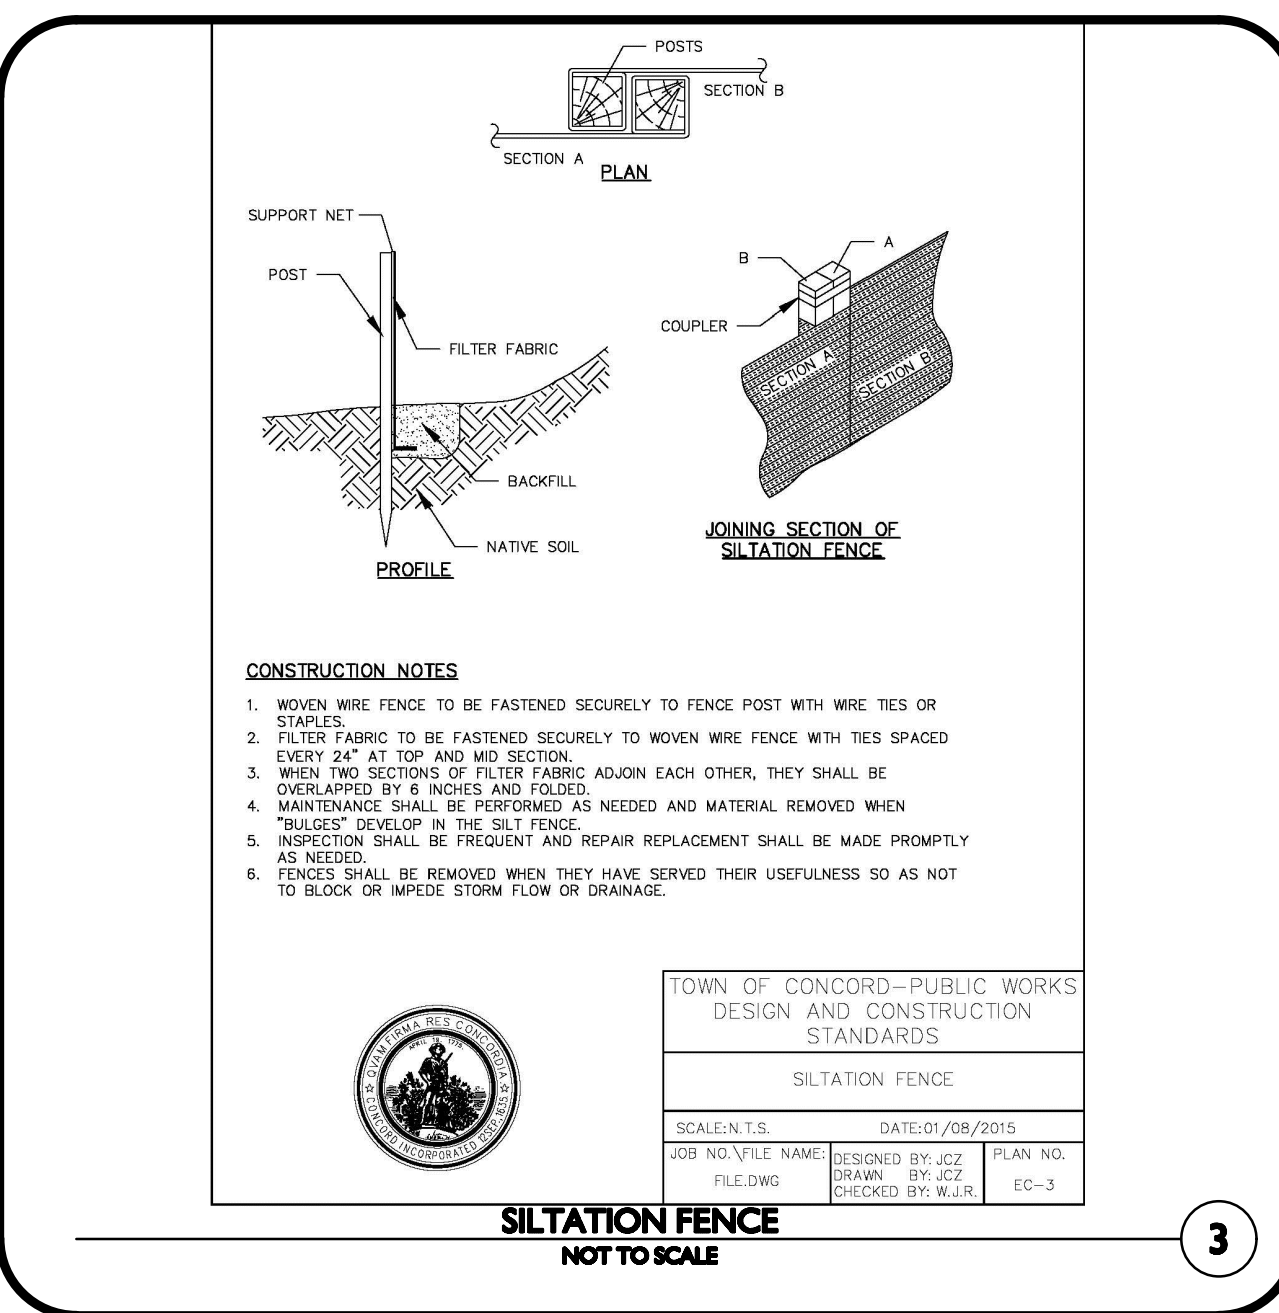 POSTS
SECTION B
SECTION A
PLAN
SUPPORT NET
POST
FILTER FABRIC
BACKFILL
NATIVE SOIL
PROFILE
A
B
COUPLER
SECTION A
SECTION B
JOINING SECTION OF
SILTATION FENCE
CONSTRUCTION NOTES
1. WOVEN WIRE FENCE TO BE FASTENED SECURELY TO FENCE POST WITH WIRE TIES OR
STAPLES.
2. FILTER FABRIC TO BE FASTENED SECURELY TO WOVEN WIRE FENCE WITH TIES SPACED
EVERY 24" AT TOP AND MID SECTION.
3. WHEN TWO SECTIONS OF FILTER FABRIC ADJOIN EACH OTHER, THEY SHALL BE
OVERLAPPED BY 6 INCHES AND FOLDED.
4. MAINTENANCE SHALL BE PERFORMED AS NEEDED AND MATERIAL REMOVED WHEN
"BULGES" DEVELOP IN THE SILT FENCE.
5. INSPECTION SHALL BE FREQUENT AND REPAIR REPLACEMENT SHALL BE MADE PROMPTLY
AS NEEDED.
6. FENCES SHALL BE REMOVED WHEN THEY HAVE SERVED THEIR USEFULNESS SO AS NOT
TO BLOCK OR IMPEDE STORM FLOW OR DRAINAGE.
QVAM FIRMA RES CONCORDIA
APRIL 19, 1775
CONCORD INCORPORATED 12SEP. 1635
TOWN OF CONCORD-PUBLIC WORKS
DESIGN AND CONSTRUCTION
STANDARDS
SILTATION FENCE
SCALE: N.T.S. DATE: 01/08/2015
JOB NO.\FILE NAME:
FILE.DWG
DESIGNED BY: JCZ
DRAWN BY: JCZ
CHECKED BY: W.J.R.
PLAN NO.
EC-3
SILTATION FENCE
NOT TO SCALE
3